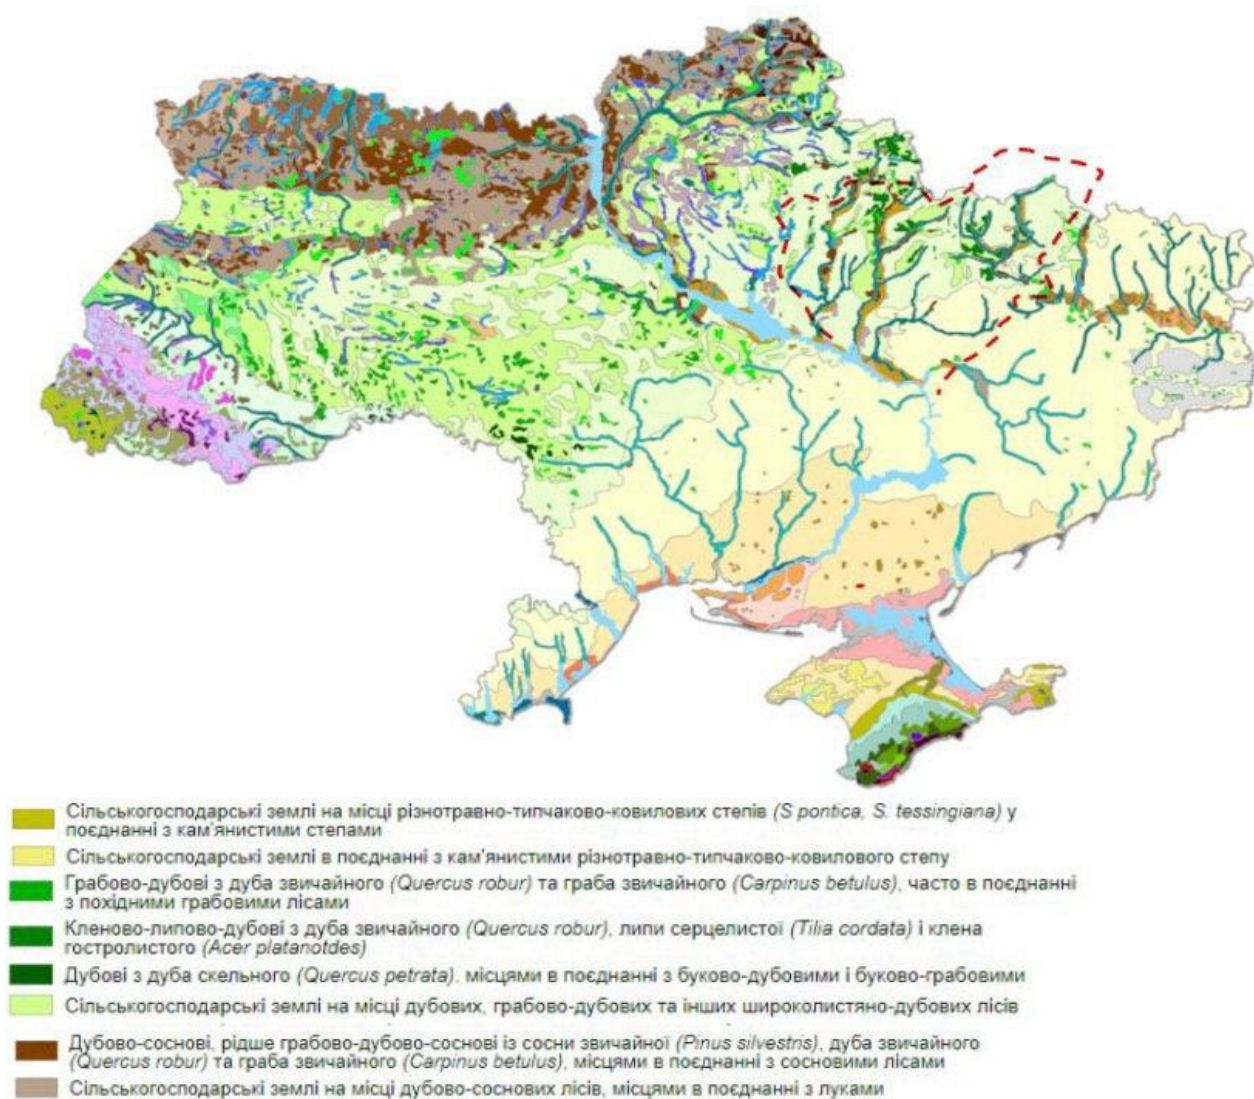 Сільськогосподарські землі на місці різнотравно-типчаково-ковилових степів (S pontica, S. tessingiana) у
поєднанні з кам'янистими степами
Сільськогосподарські землі в поєднанні з кам'янистими різнотравно-типчаково-ковилового степу
Грабово-дубові з дуба звичайного (Quercus robur) та граба звичайного (Carpinus betulus), часто в поєднанні
з похідними грабовими лісами
Кленово-липово-дубові з дуба звичайного (Quercus robur), липи серцелистої (Tilia cordata) і клена
гостролистого (Acer platanotdes)
Дубові з дуба скельного (Quercus petrata). місцями в поєднанні з буково-дубовими і буково-грабовими
Сільськогосподарські землі на місці дубових, грабово-дубових та інших широколистяно-дубових лісів
Дубово-соснові, рідше грабово-дубово-соснові із сосни звичайної (Pinus silvestris), дуба звичайного
(Quercus robur) та граба звичайного (Carpinus betulus), місцями в поєднанні з сосновими лісами
Сільськогосподарські землі на місці дубово-соснових лісів, місцями в поєднанні з луками